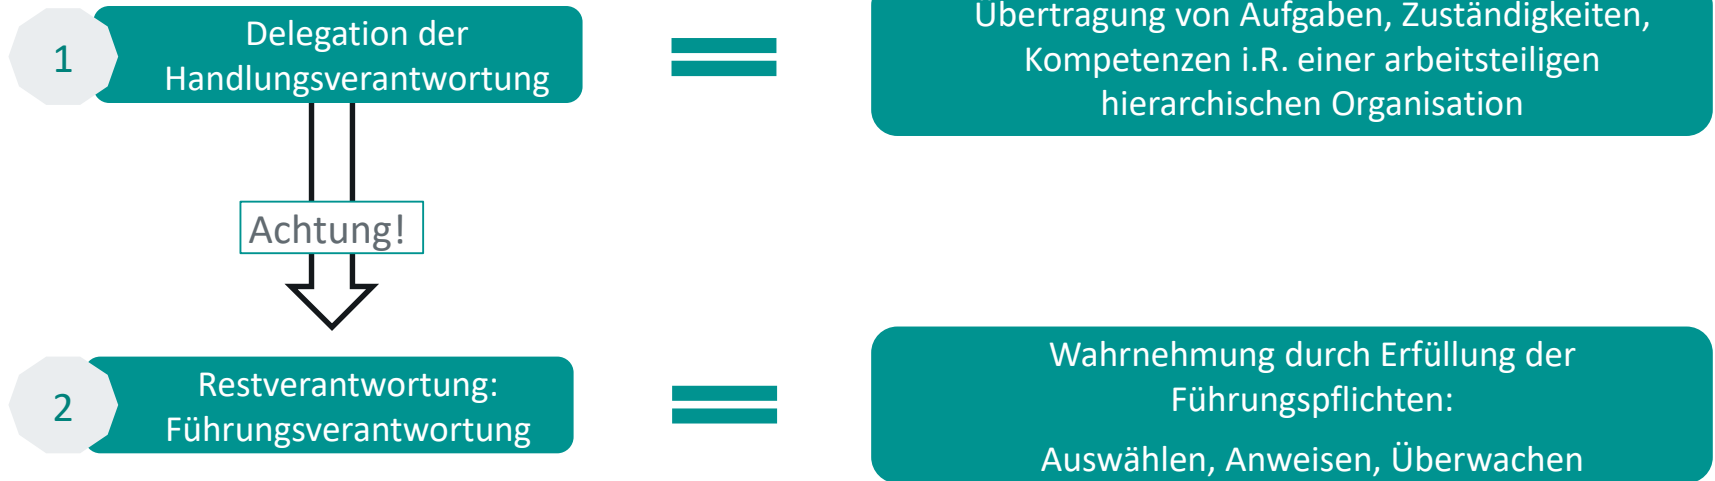 1
Delegation der
Handlungsverantwortung
Übertragung von Aufgaben, Zuständigkeiten,
Kompetenzen i.R. einer arbeitsteiligen
hierarchischen Organisation
Achtung!
2
Restverantwortung:
Führungsverantwortung
Wahrnehmung durch Erfüllung der
Führungspflichten:
Auswählen, Anweisen, Überwachen